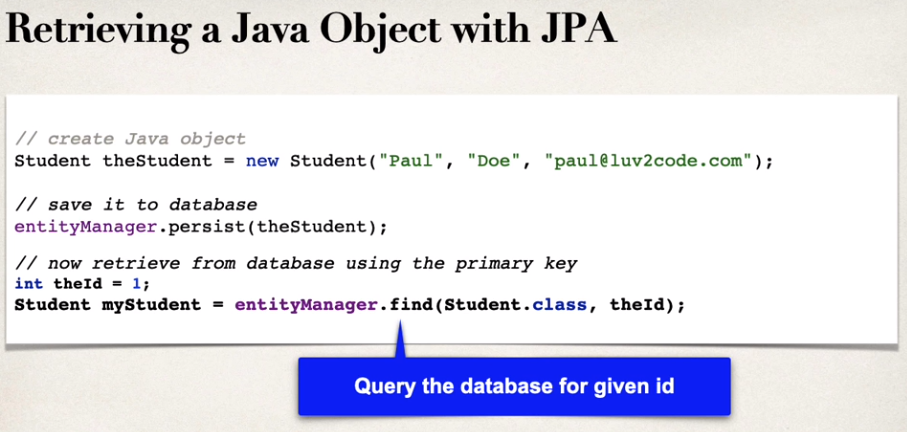 Retrieving a Java Object with JPA
// create Java object
Student theStudent = new Student("Paul", "Doe", "paul@luv2code.com");
// save it to database
entityManager.persist(theStudent);
// now retrieve from database using the primary key
int theId = 1;
Student myStudent = entityManager.find(Student.class, theId);
Query the database for given id